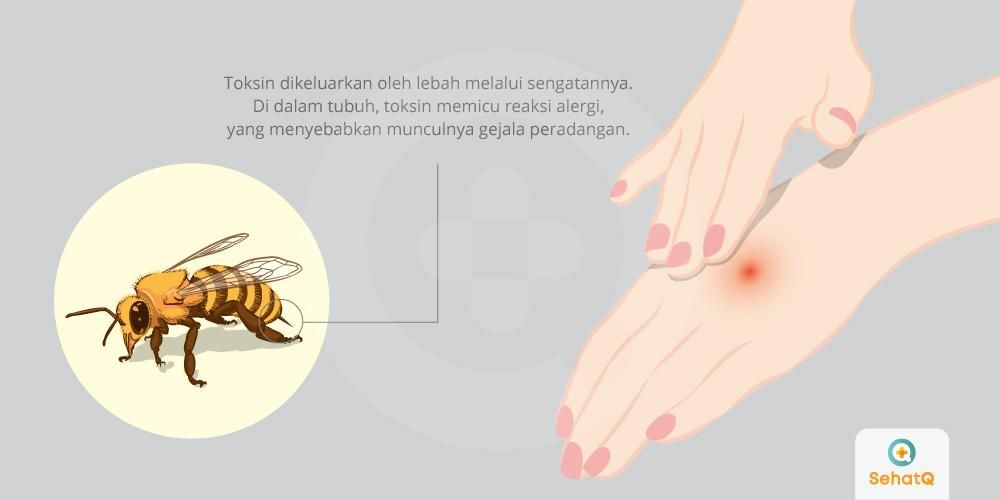 Toksin dikeluarkan oleh lebah melalui sengatannya.
Di dalam tubuh, toksin memicu reaksi alergi,
yang menyebabkan munculnya gejala peradangan.
SehatQ